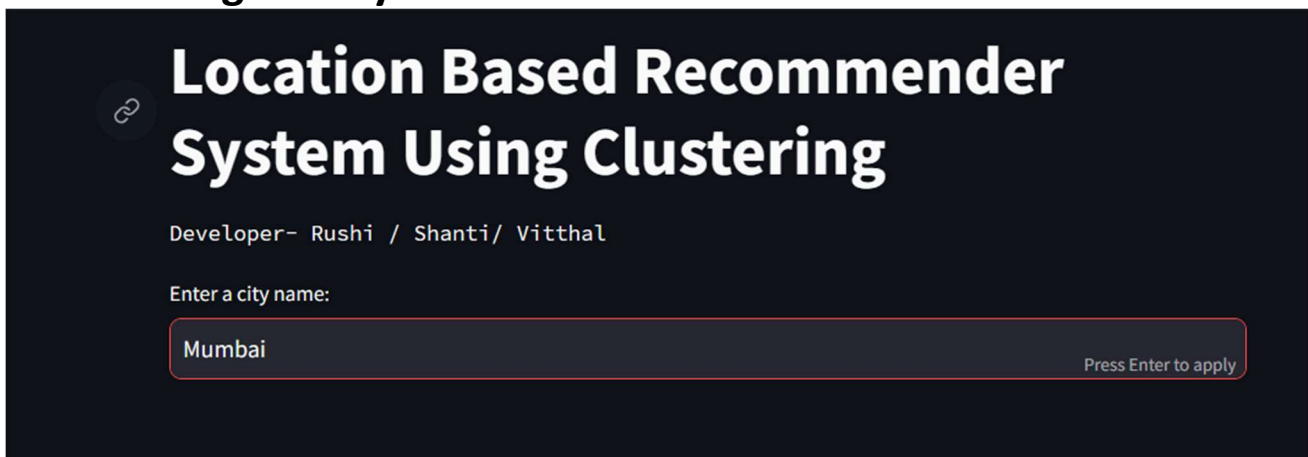 Location Based Recommender
System Using Clustering
Developer- Rushi / Shanti/ Vitthal
Enter a city name:
Mumbai
Press Enter to apply